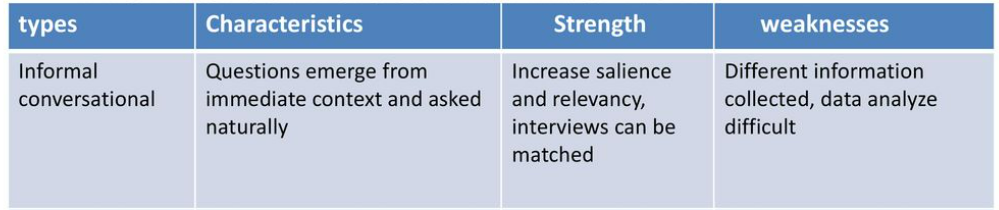 types
Characteristics
Strength
weaknesses
Informal
conversational
Questions emerge from
immediate context and asked
naturally
Increase salience
and relevancy,
interviews can be
matched
Different information
collected, data analyze
difficult